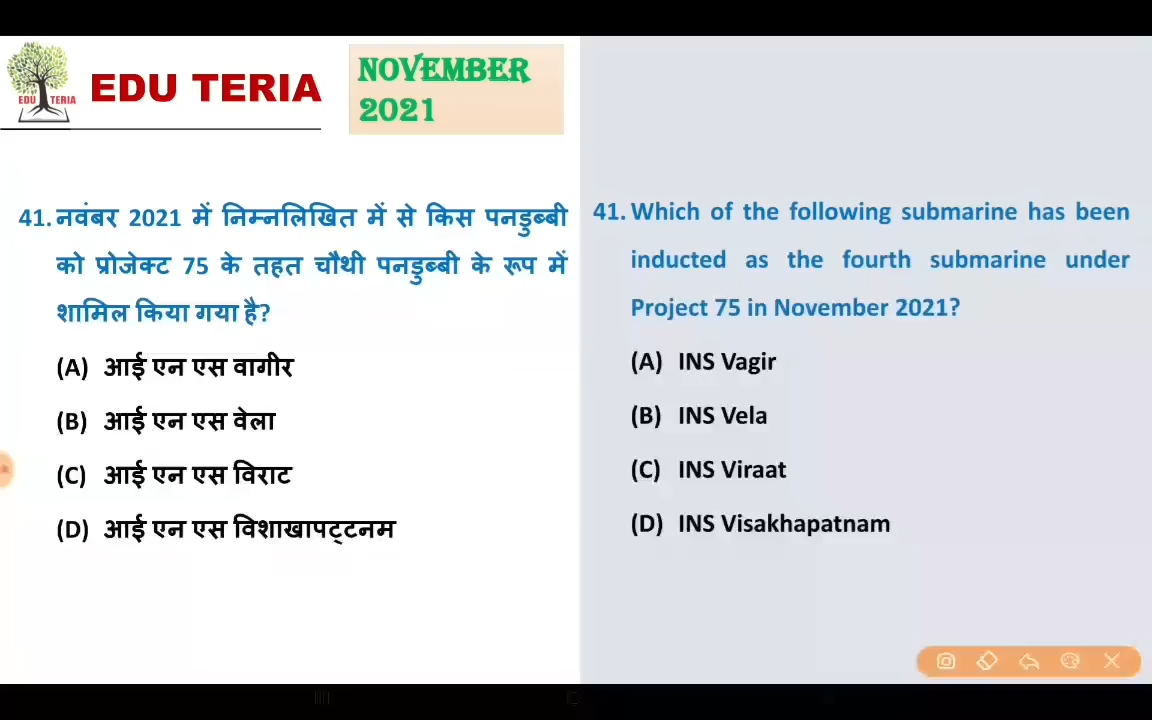 EDU TERIA
EDU TERIA
NOVEMBER
2021
41. नवंबर 2021 में निम्नलिखित में से किस पनडुब्बी
को प्रोजेक्ट 75 के तहत चौथी पनडुब्बी के रूप में
शामिल किया गया है?
(A) आई एन एस वागीर
(B) आई एन एस वेला
(C) आई एन एस विराट
(D) आई एन एस विशाखापट्टनम
41. Which of the following submarine has been
inducted as the fourth submarine under
Project 75 in November 2021?
(A) INS Vagir
(B) INS Vela
(C) INS Viraat
(D) INS Visakhapatnam